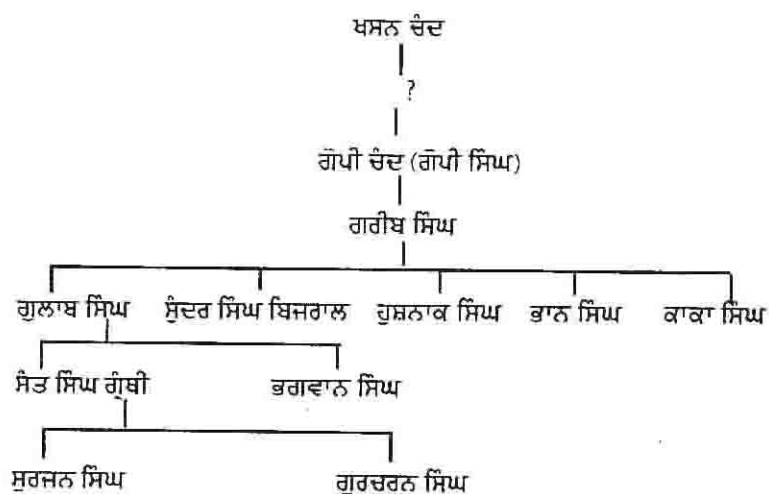 ਖਸਨ ਚੰਦ
?
ਗੋਪੀ ਚੰਦ (ਗੋਪੀ ਸਿੰਘ)
ਗਰੀਬ ਸਿੰਘ
ਗੁਲਾਬ ਸਿੰਘ ਸੁੰਦਰ ਸਿੰਘ ਬਿਜਰਾਲ ਹੁਸ਼ਨਾਕ ਸਿੰਘ ਭਾਨ ਸਿੰਘ ਕਾਕਾ ਸਿੰਘ
ਸੰਤ ਸਿੰਘ ਗ੍ਰੰਥੀ ਭਗਵਾਨ ਸਿੰਘ
ਸੁਰਜਨ ਸਿੰਘ ਗੁਰਚਰਨ ਸਿੰਘ